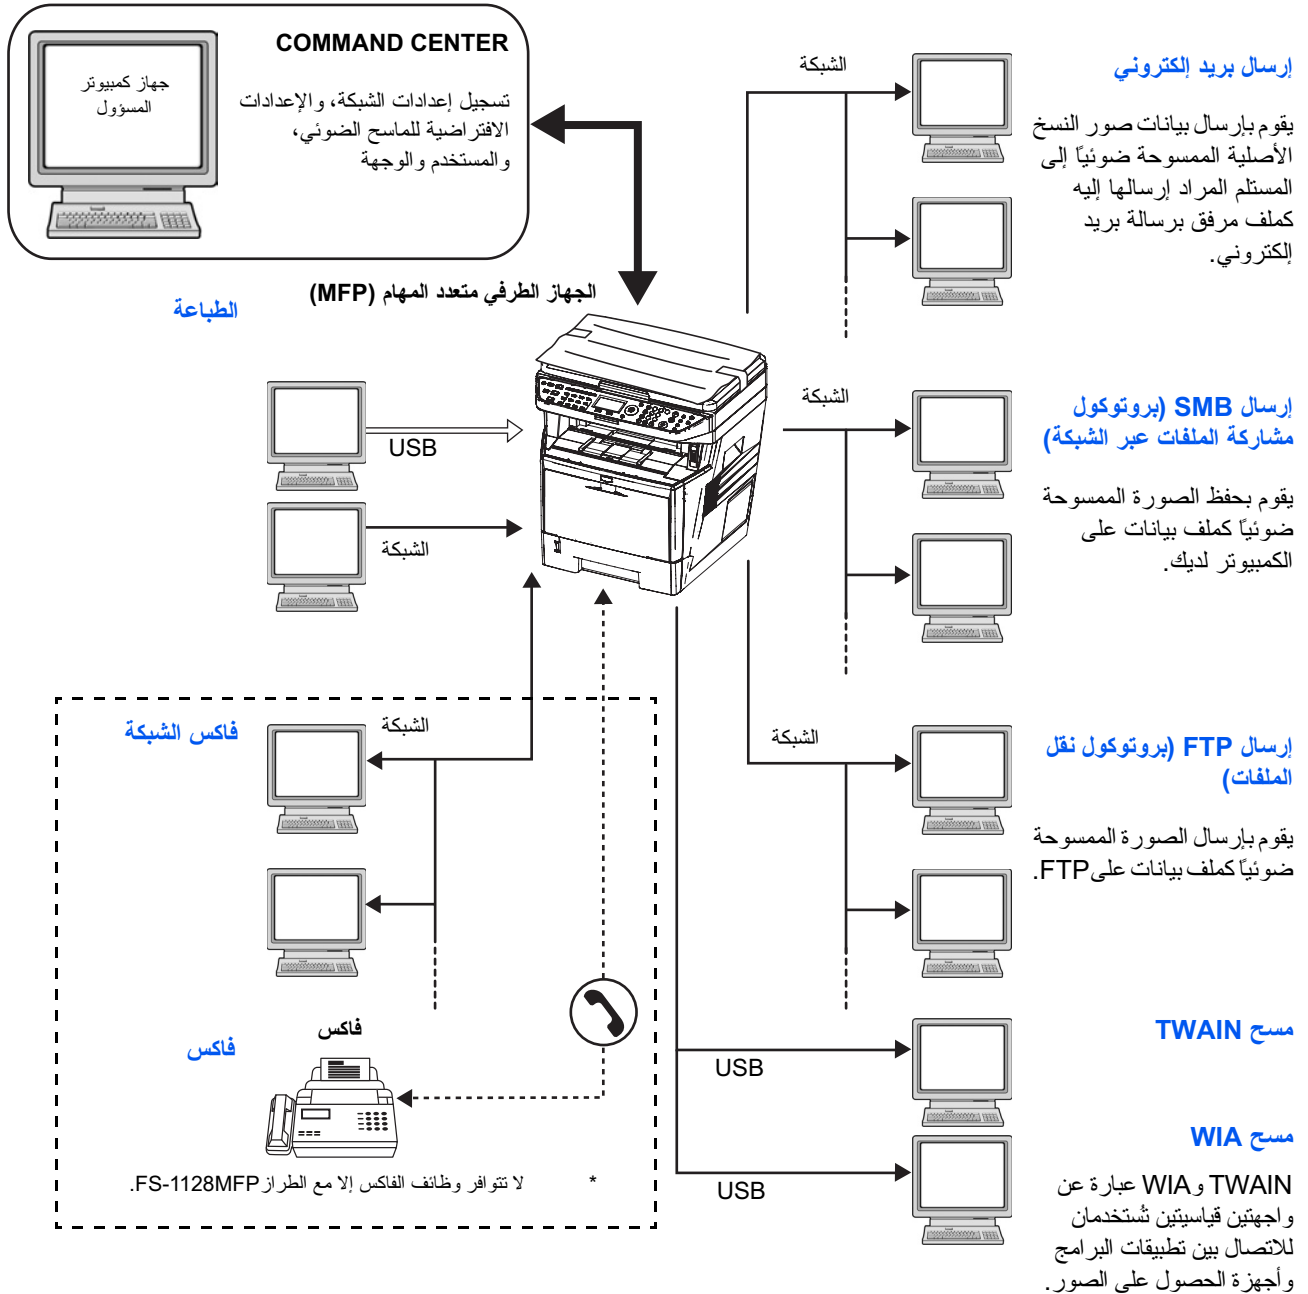 COMMAND CENTER
جهاز كمبيوتر
المسؤول
تسجيل إعدادات الشبكة، والإعدادات
الافتراضية للماسح الضوئي،
والمستخدم والوجهة
الجهاز الطرفي متعدد المهام (MFP)
الطباعة
USB
الشبكة
الشبكة
إرسال بريد إلكتروني
يقوم بإرسال بيانات صور النسخ
الأصلية الممسوحة ضوئيًا إلى
المستلم المراد إرسالها إليه
كملف مرفق برسالة بريد
إلكتروني.
الشبكة
إرسال SMB (بروتوكول
مشاركة الملفات عبر الشبكة)
يقوم بحفظ الصورة الممسوحة
ضوئيًا كملف بيانات على
الكمبيوتر لديك.
الشبكة
إرسال FTP (بروتوكول نقل
الملفات)
يقوم بإرسال الصورة الممسوحة
ضوئيًا كملف بيانات علىFTP.
فاكس الشبكة
الشبكة
فاكس
فاكس
* لا تتوافر وظائف الفاكس إلا مع الطرازFS-1128MFP.
مسح TWAIN
USB
مسح WIA
USB
TWAIN وWIA عبارة عن
واجهتين قياسيتين تُستخدمان
للاتصال بين تطبيقات البرامج
وأجهزة الحصول على الصور.